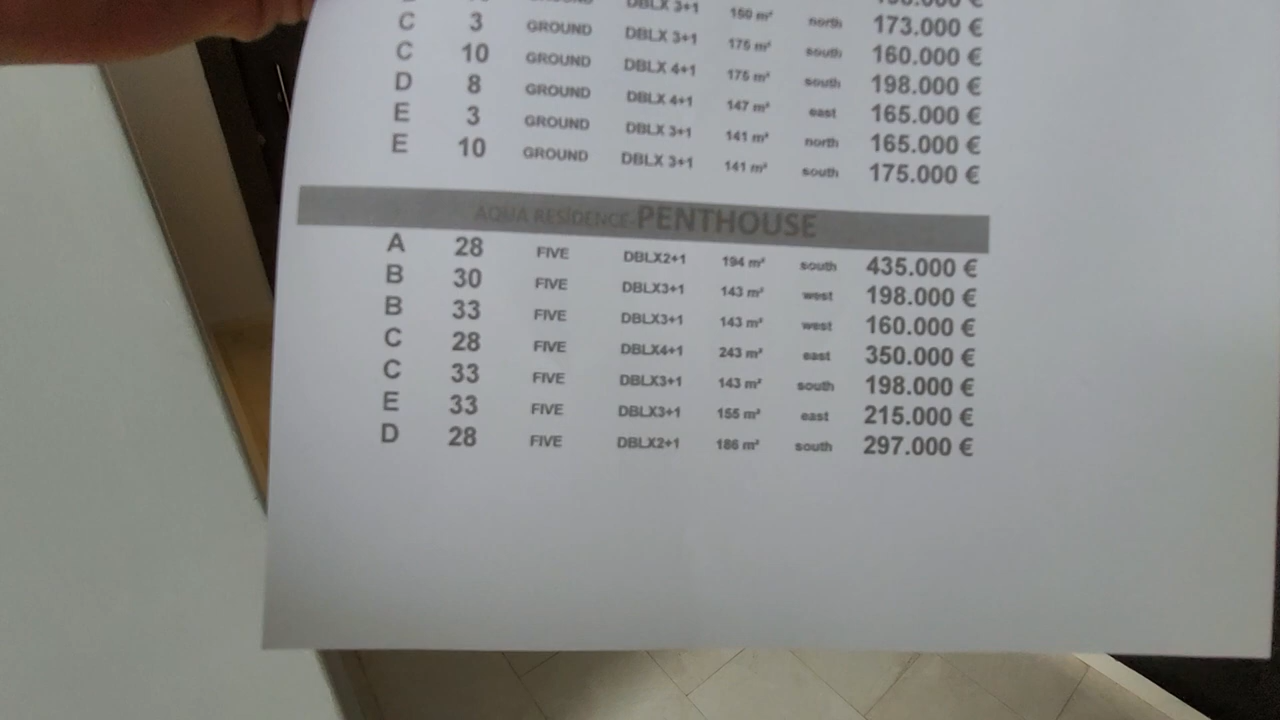 DBLX 3+1 150 m² north 173.000 €
C 3 GROUND DBLX 3+1 175 m² south 160.000 €
C 10 GROUND DBLX 4+1 175 m² south 198.000 €
D 8 GROUND DBLX 4+1 147 m² east 165.000 €
E 3 GROUND DBLX 3+1 141 m² north 165.000 €
E 10 GROUND DBLX 3+1 141 m² south 175.000 €
AQUA RESİDENCE-PENTHOUSE
A 28 FIVE DBLX2+1 194 m² south 435.000 €
B 30 FIVE DBLX3+1 143 m² west 198.000 €
B 33 FIVE DBLX3+1 143 m² west 160.000 €
C 28 FIVE DBLX4+1 243 m² east 350.000 €
C 33 FIVE DBLX3+1 143 m² south 198.000 €
E 33 FIVE DBLX3+1 155 m² east 215.000 €
D 28 FIVE DBLX2+1 186 m² south 297.000 €